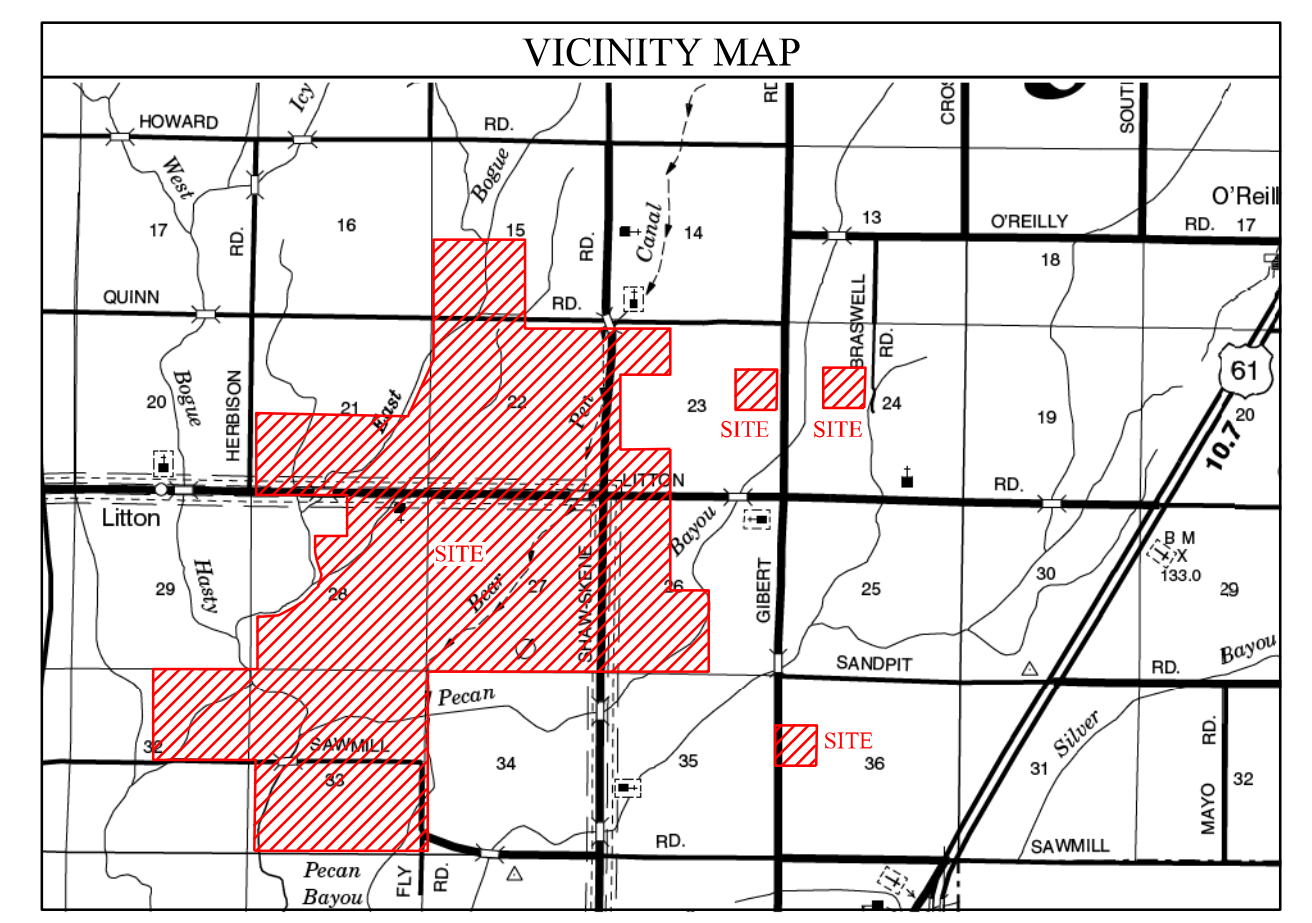 VICINITY MAP
HOWARD
RD.
Icy
West
Bogue
RD.
CROS
SOUTH
17
16
15
14
13
RD.
RD.
Canal
O'REILLY
RD.
17
O'Reill
18
QUINN
RD.
BRASWELL
RD.
61
20
Bogue
HERBISON
21
East
22
Pen
23
SITE
SITE
24
19
20
10.7
Litton
LITTON
RD.
29
Hasty
28
SITE
Bear
27
SHAW-SKENE
Bayou
26
GIBERT
25
30
B M
X
133.0
29
SANDPIT
RD.
Bayou
Pecan
32
SAWMILL
33
34
35
SITE
36
Silver
31
MAYO
RD.
32
RD.
SAWMILL
Pecan
Bayou
FLY
RD.